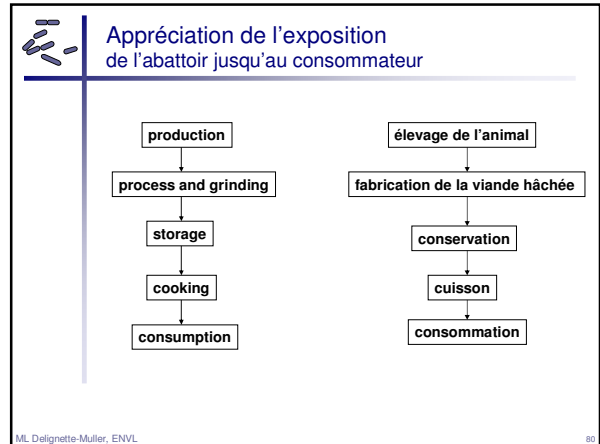 Appréciation de l'exposition
de l'abattoir jusqu'au consommateur
production
process and grinding
storage
cooking
consumption
élevage de l'animal
fabrication de la viande hâchée
conservation
cuisson
consommation
ML Delignette-Muller, ENVL
80